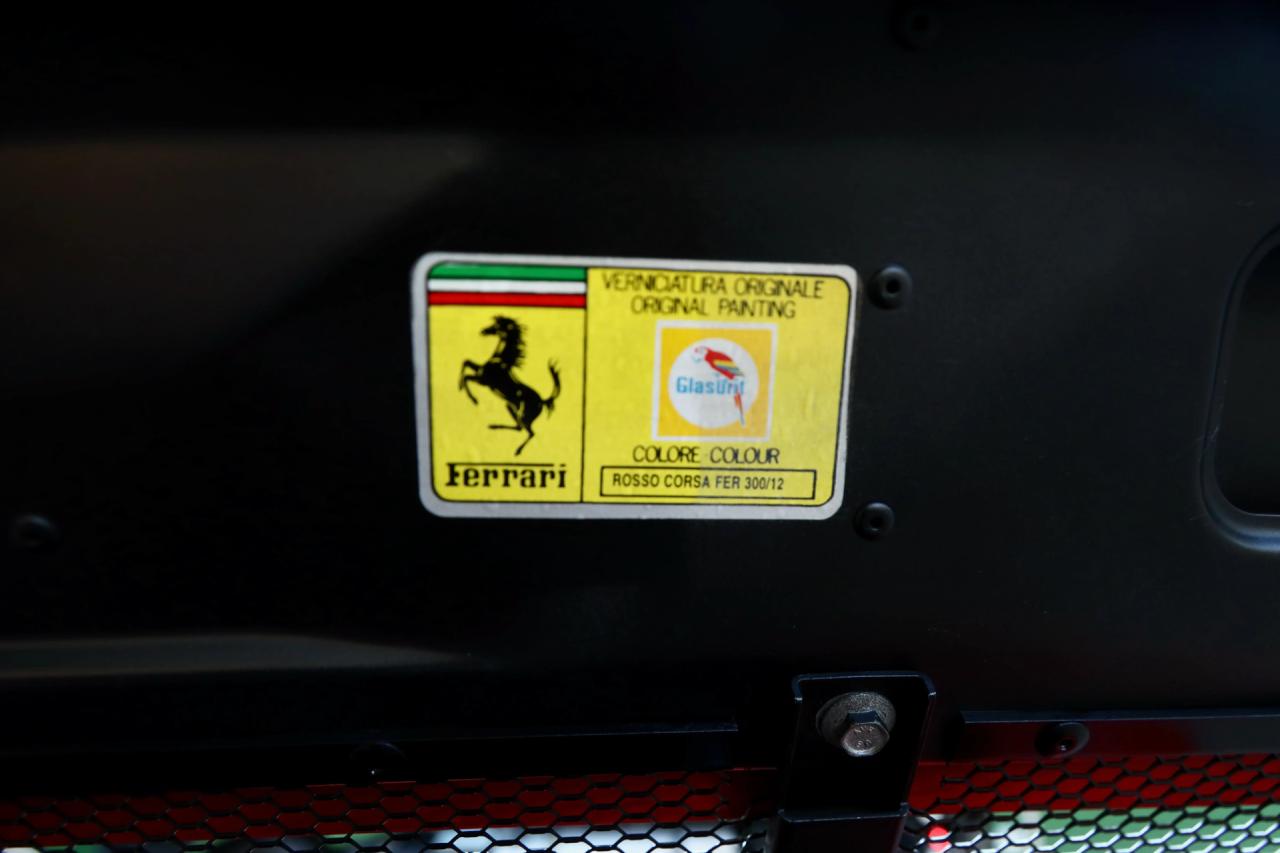 Ferrari
VERNICIATURA ORIGINALE
ORIGINAL PAINTING
Glasurit
COLORE COLOUR
ROSSO CORSA FER 300/12